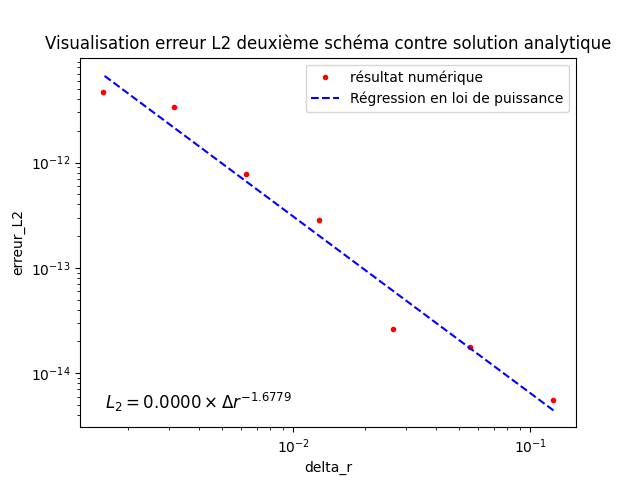 Visualisation erreur L2 deuxième schéma contre solution analytique
résultat numérique
Régression en loi de puissance
10⁻¹²
10⁻¹³
10⁻¹⁴
erreur_L2
L₂ = 0.0000 × Δr⁻¹·⁶⁷⁷⁹
10⁻²
10⁻¹
delta_r